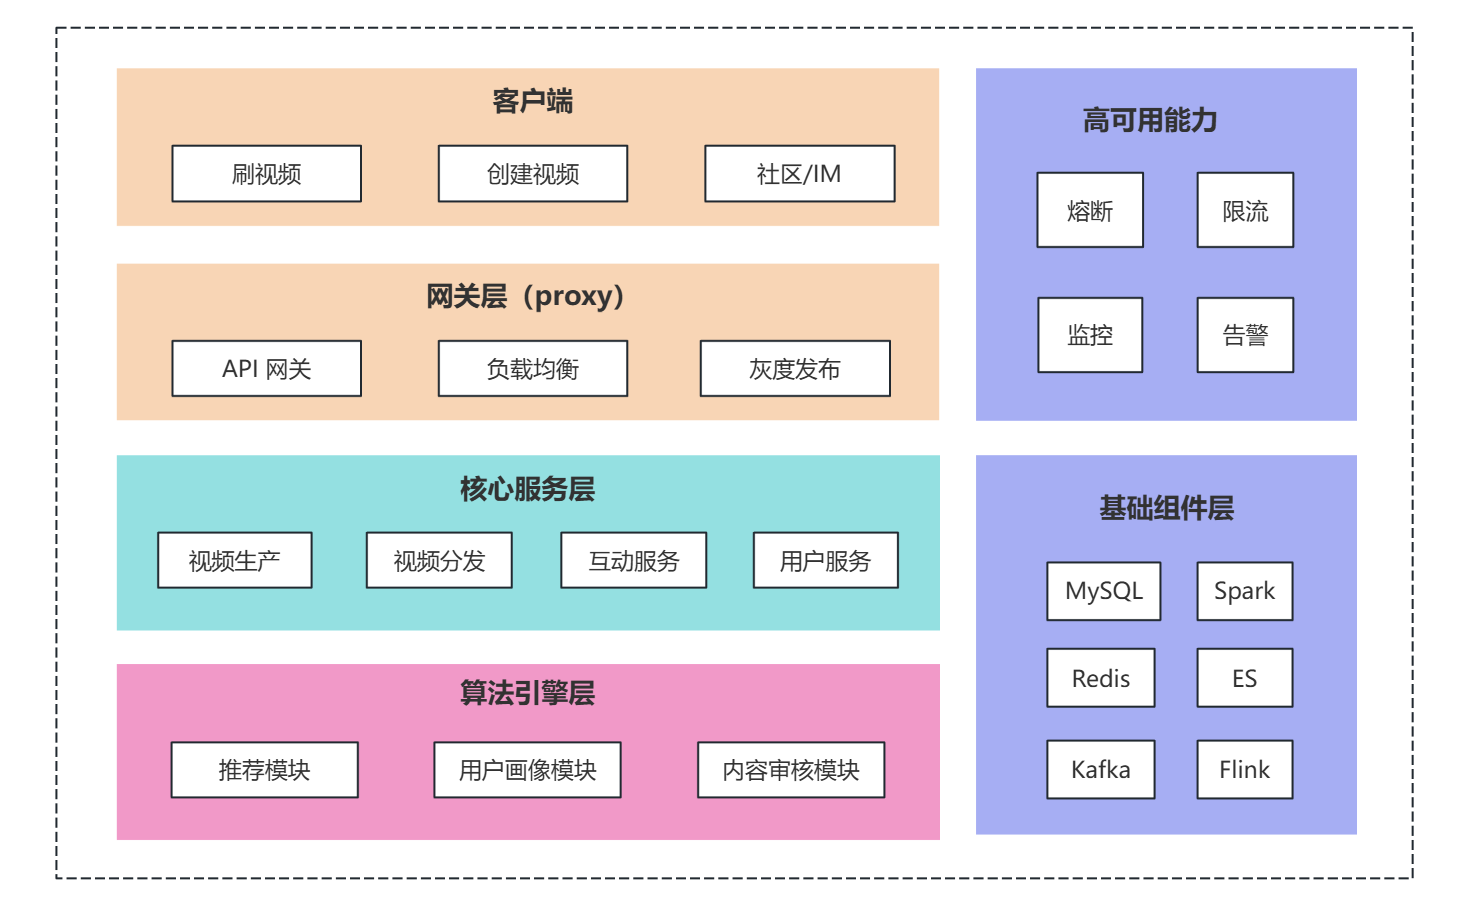 客户端
刷视频
创建视频
社区/IM
网关层（proxy）
API 网关
负载均衡
灰度发布
核心服务层
视频生产
视频分发
互动服务
用户服务
算法引擎层
推荐模块
用户画像模块
内容审核模块
高可用能力
熔断
限流
监控
告警
基础组件层
MySQL
Spark
Redis
ES
Kafka
Flink